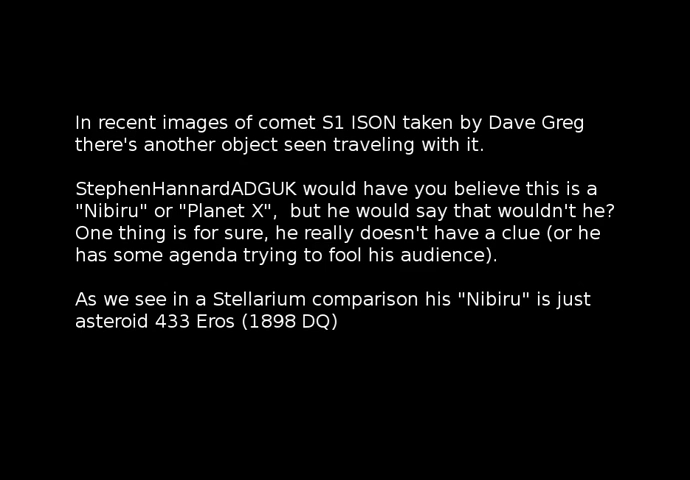 In recent images of comet S1 ISON taken by Dave Greg
there's another object seen traveling with it.
StephenHannardADGUK would have you believe this is a
"Nibiru" or "Planet X",  but he would say that wouldn't he?
One thing is for sure, he really doesn't have a clue (or he
has some agenda trying to fool his audience).
As we see in a Stellarium comparison his "Nibiru" is just
asteroid 433 Eros (1898 DQ)